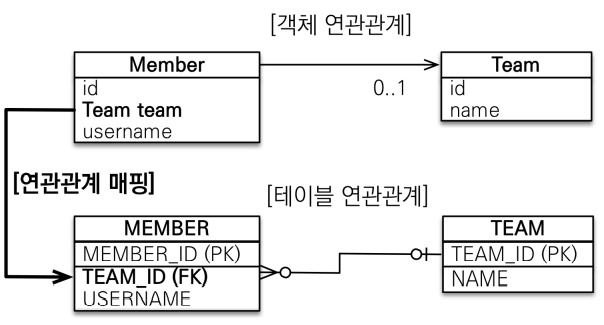 [객체 연관관계]
Member
id
Team team
username
0..1
Team
id
name
[연관관계 매핑]
[테이블 연관관계]
MEMBER
MEMBER_ID (PK)
TEAM_ID (FK)
USERNAME
TEAM
TEAM_ID (PK)
NAME